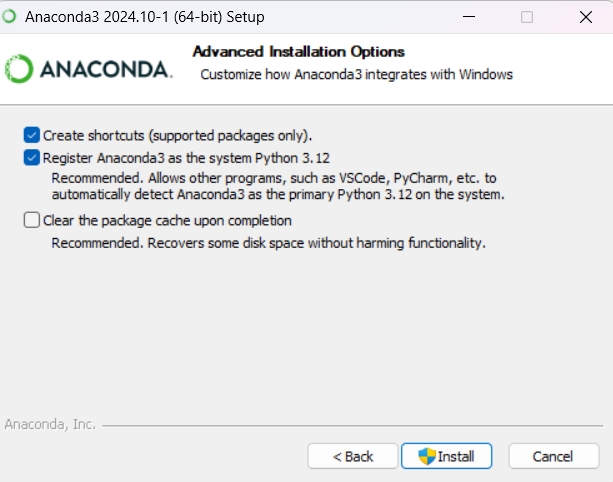 Anaconda3 2024.10-1 (64-bit) Setup
ANACONDA.
Advanced Installation Options
Customize how Anaconda3 integrates with Windows
Create shortcuts (supported packages only).
Register Anaconda3 as the system Python 3.12
Recommended. Allows other programs, such as VSCode, PyCharm, etc. to
automatically detect Anaconda3 as the primary Python 3.12 on the system.
Clear the package cache upon completion
Recommended. Recovers some disk space without harming functionality.
Anaconda, Inc.
< Back
Install
Cancel